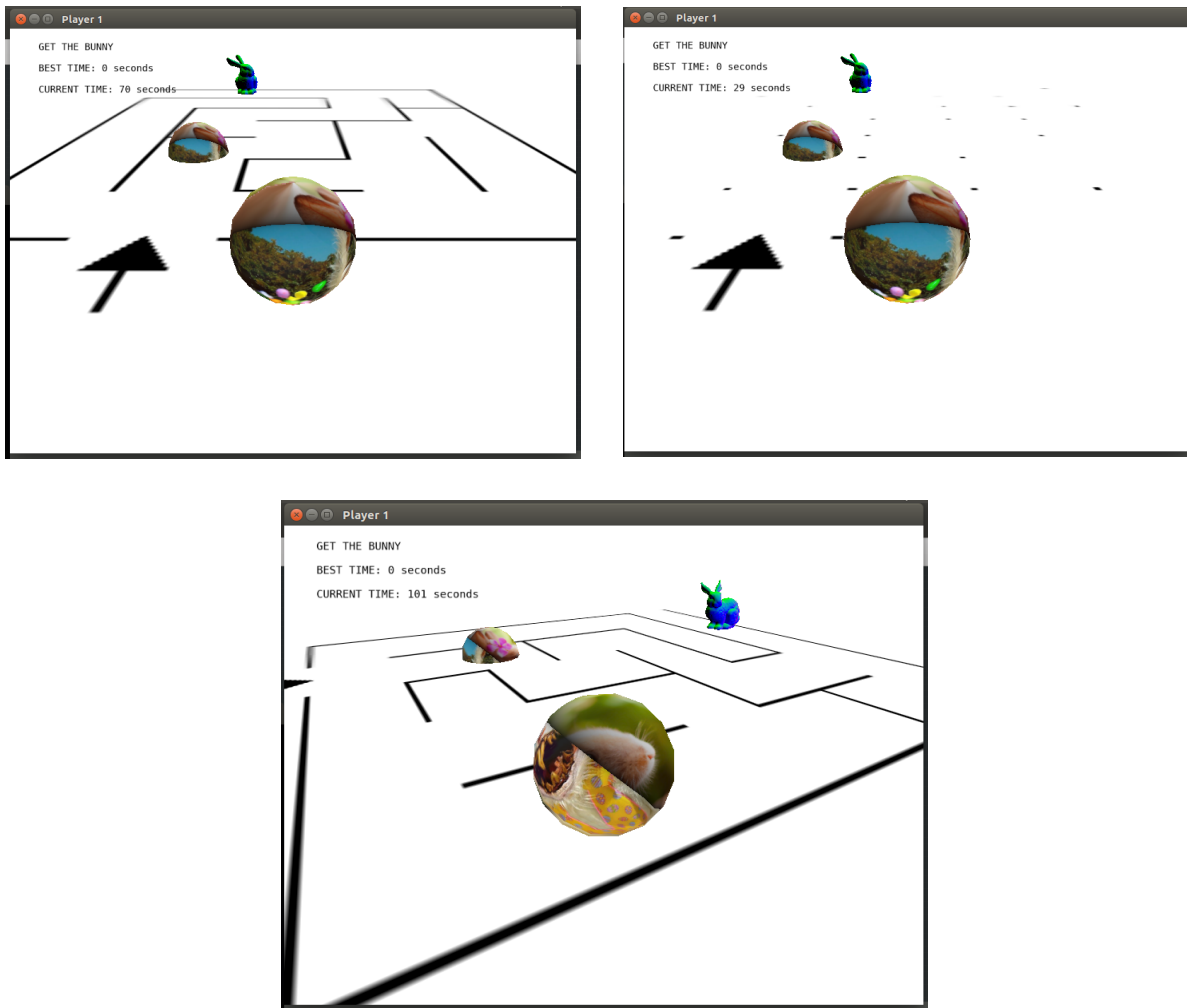 Player 1
GET THE BUNNY
BEST TIME: 0 seconds
CURRENT TIME: 70 seconds
Player 1
GET THE BUNNY
BEST TIME: 0 seconds
CURRENT TIME: 29 seconds
Player 1
GET THE BUNNY
BEST TIME: 0 seconds
CURRENT TIME: 101 seconds